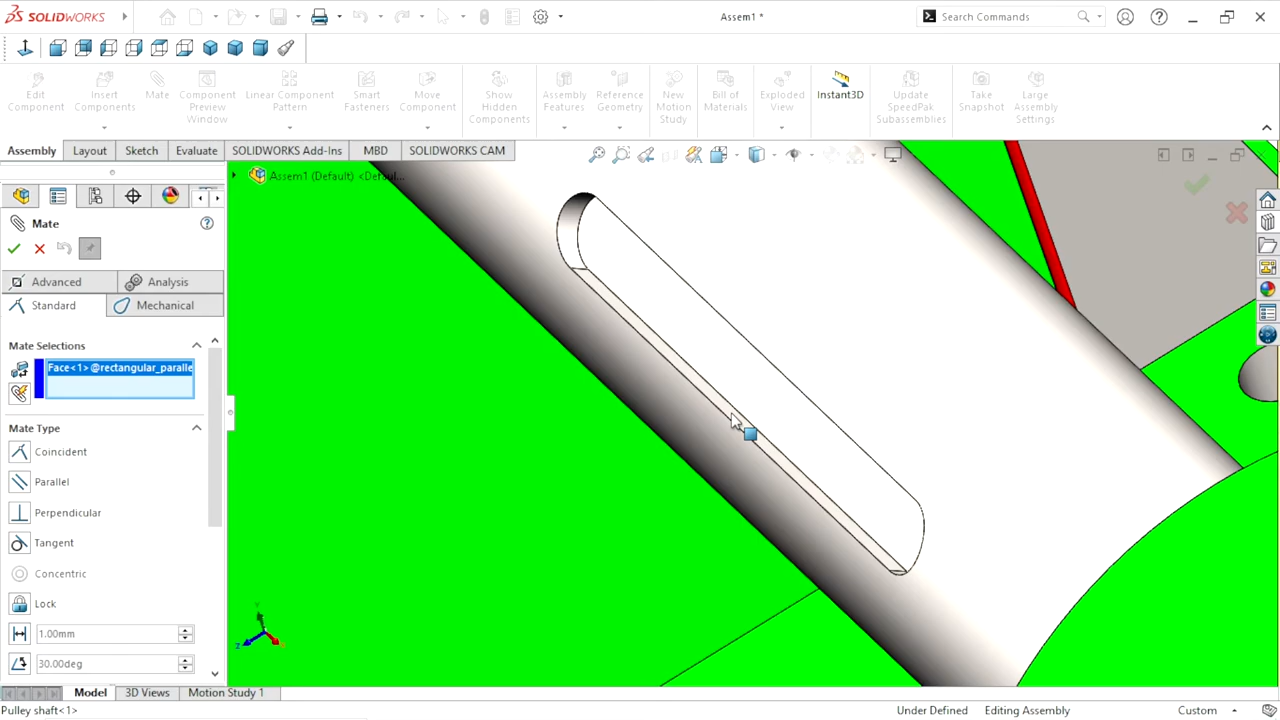 SOLIDWORKS
Assem1 *
Search Commands
Edit Component
Insert Components
Mate
Component Preview Window
Linear Component Pattern
Smart Fasteners
Move Component
Show Hidden Components
Assembly Features
Reference Geometry
New Motion Study
Bill of Materials
Exploded View
Instant3D
Update SpeedPak Subassemblies
Take Snapshot
Large Assembly Settings
Assembly
Layout
Sketch
Evaluate
SOLIDWORKS Add-Ins
MBD
SOLIDWORKS CAM
Assem1 (Default) <Defaul...
Mate
Advanced
Analysis
Standard
Mechanical
Mate Selections
Face<1>@rectangular_paralle
Mate Type
Coincident
Parallel
Perpendicular
Tangent
Concentric
Lock
1.00mm
30.00deg
Model
3D Views
Motion Study 1
Pulley shaft<1>
Under Defined
Editing Assembly
Custom